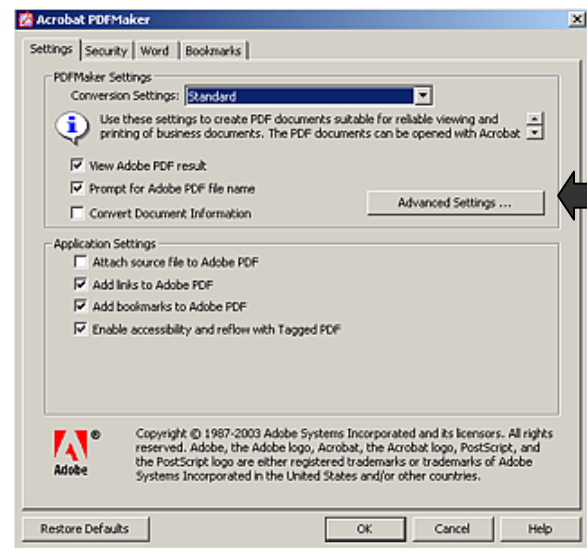 Acrobat PDFMaker
Settings Security Word Bookmarks
PDFMaker Settings
Conversion Settings: Standard
Use these settings to create PDF documents suitable for reliable viewing and
printing of business documents. The PDF documents can be opened with Acrobat
View Adobe PDF result
Prompt for Adobe PDF file name
Convert Document Information
Advanced Settings ...
Application Settings
Attach source file to Adobe PDF
Add links to Adobe PDF
Add bookmarks to Adobe PDF
Enable accessibility and reflow with Tagged PDF
Adobe
Copyright © 1987-2003 Adobe Systems Incorporated and its licensors. All rights
reserved. Adobe, the Adobe logo, Acrobat, the Acrobat logo, PostScript, and
the PostScript logo are either registered trademarks or trademarks of Adobe
Systems Incorporated in the United States and/or other countries.
Restore Defaults OK Cancel Help